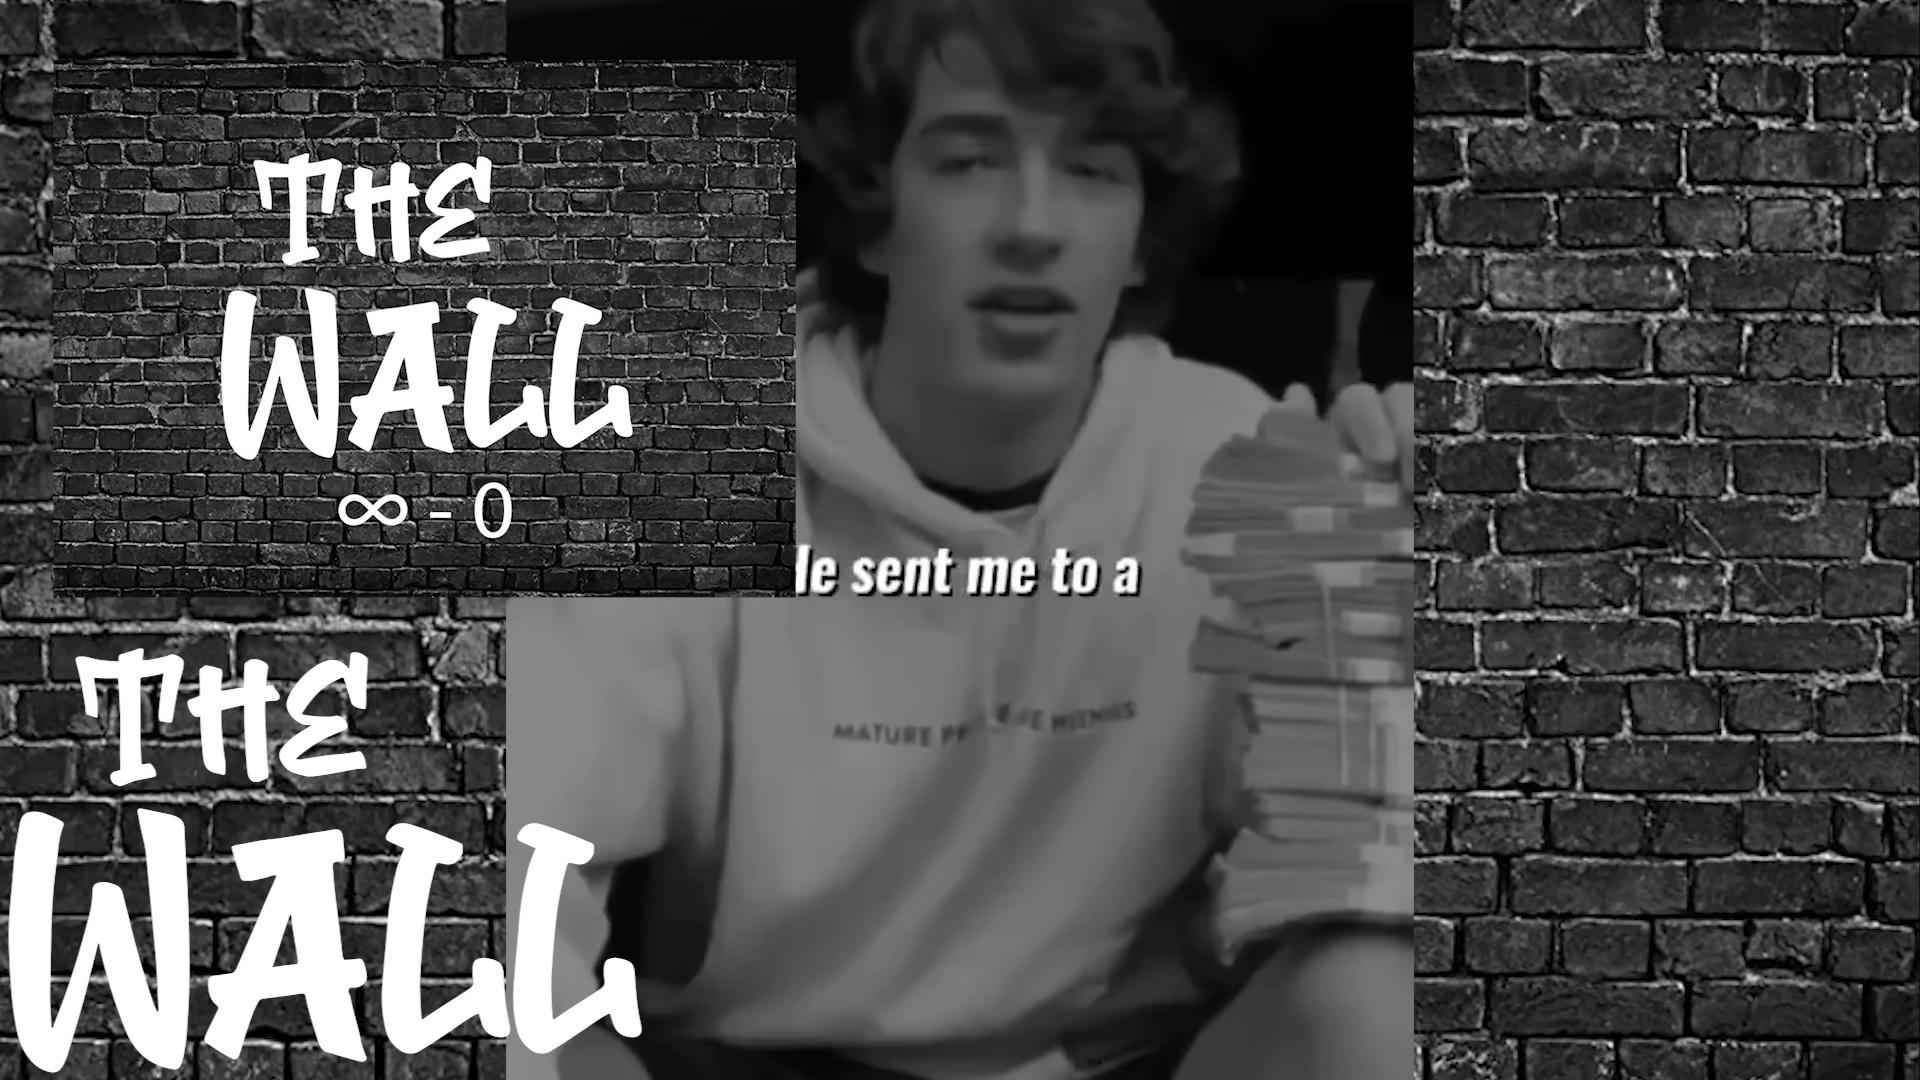 THE
WALL
∞ - 0
le sent me to a
MATURE
THE
WALL